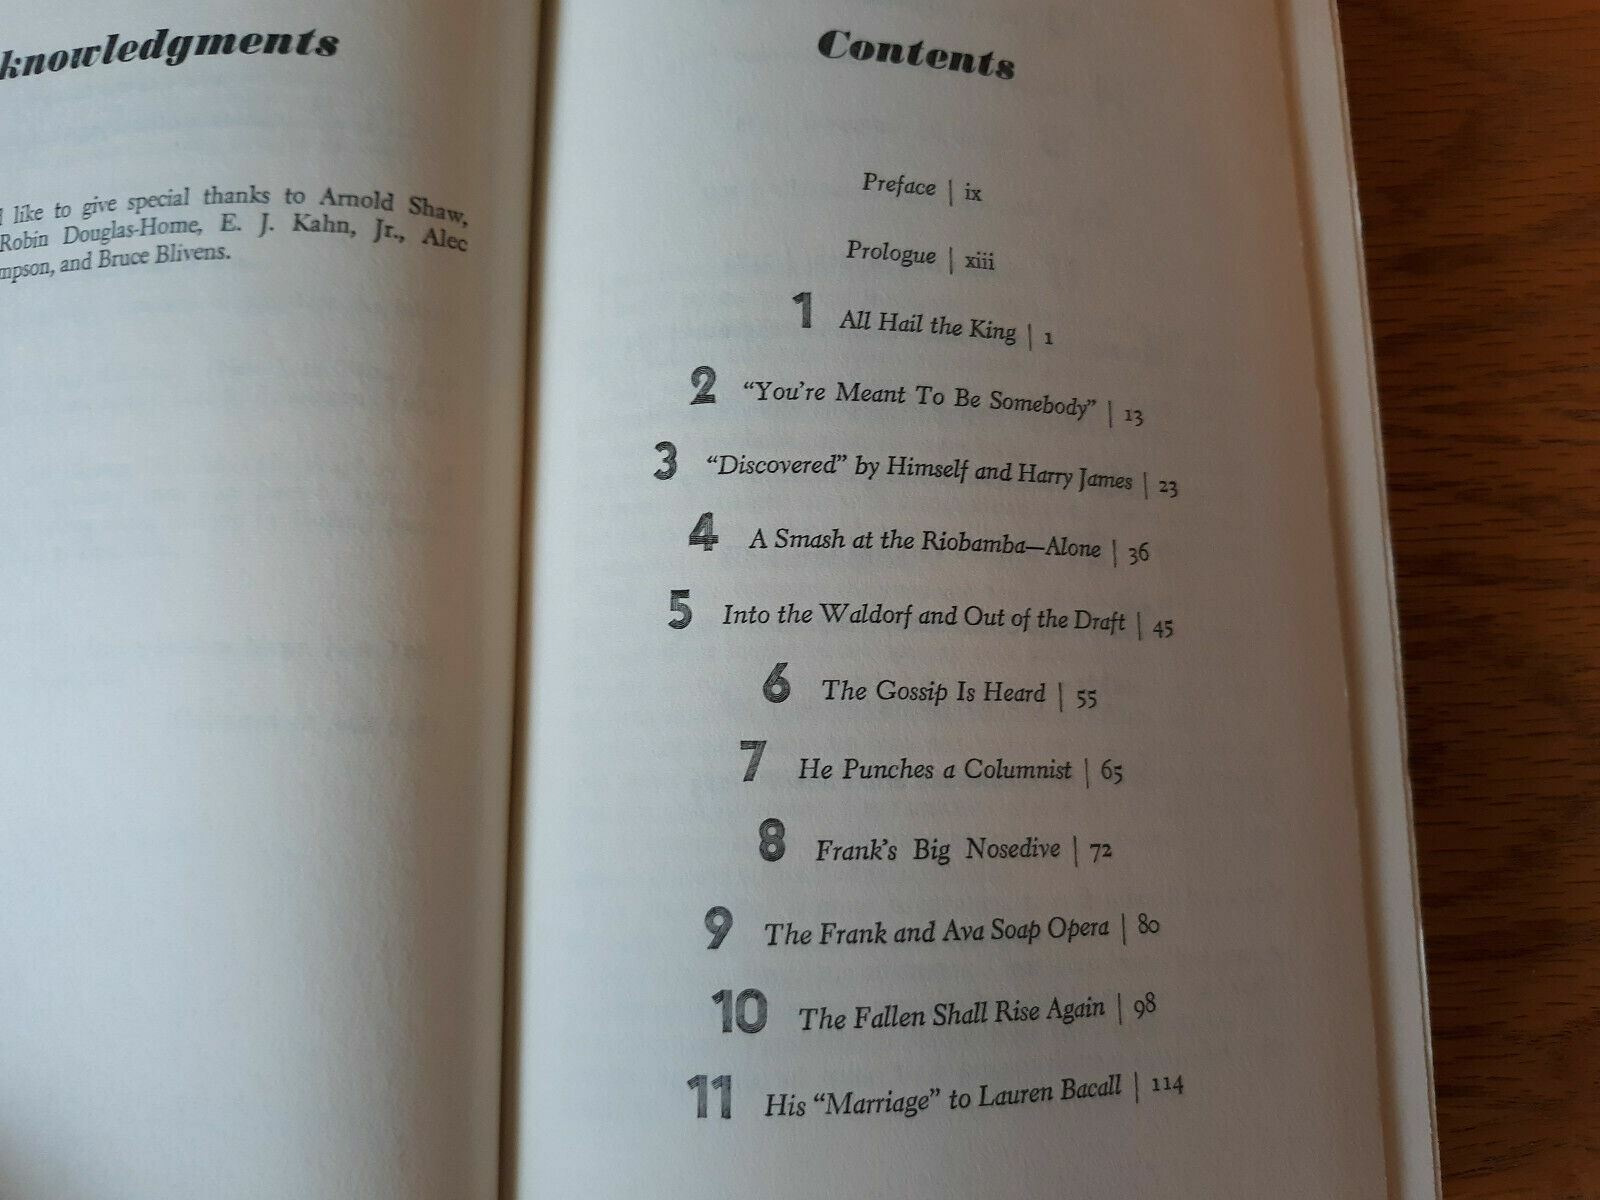 knowledgments
like to give special thanks to Arnold Shaw,
Robin Douglas-Home, E. J. Kahn, Jr., Alec
mpson, and Bruce Blivens.
Contents
Preface | ix
Prologue | xiii
1 All Hail the King | 1
2 “You’re Meant To Be Somebody” | 13
3 “Discovered” by Himself and Harry James | 23
4 A Smash at the Riobamba—Alone | 36
5 Into the Waldorf and Out of the Draft | 45
6 The Gossip Is Heard | 55
7 He Punches a Columnist | 65
8 Frank’s Big Nosedive | 72
9 The Frank and Ava Soap Opera | 80
10 The Fallen Shall Rise Again | 98
11 His “Marriage” to Lauren Bacall | 114